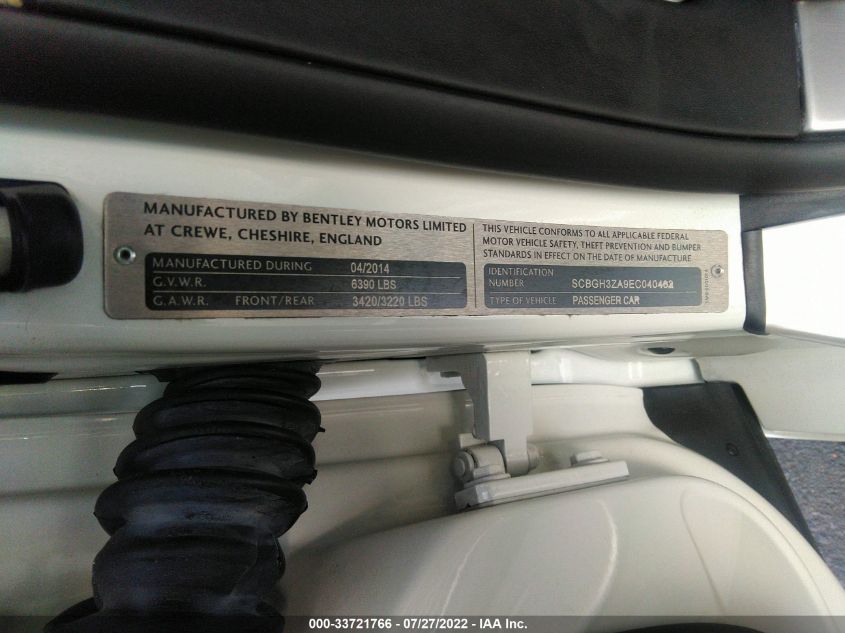 MANUFACTURED BY BENTLEY MOTORS LIMITED
AT CREWE, CHESHIRE, ENGLAND
MANUFACTURED DURING 04/2014
G.V.W.R. 6390 LBS
G.A.W.R. FRONT/REAR 3420/3220 LBS
THIS VEHICLE CONFORMS TO ALL APPLICABLE FEDERAL
MOTOR VEHICLE SAFETY, THEFT PREVENTION AND BUMPER
STANDARDS IN EFFECT ON THE DATE OF MANUFACTURE
IDENTIFICATION
NUMBER SCBGH3ZA9EC040462
TYPE OF VEHICLE PASSENGER CAR
000-33721766 - 07/27/2022 - IAA Inc.